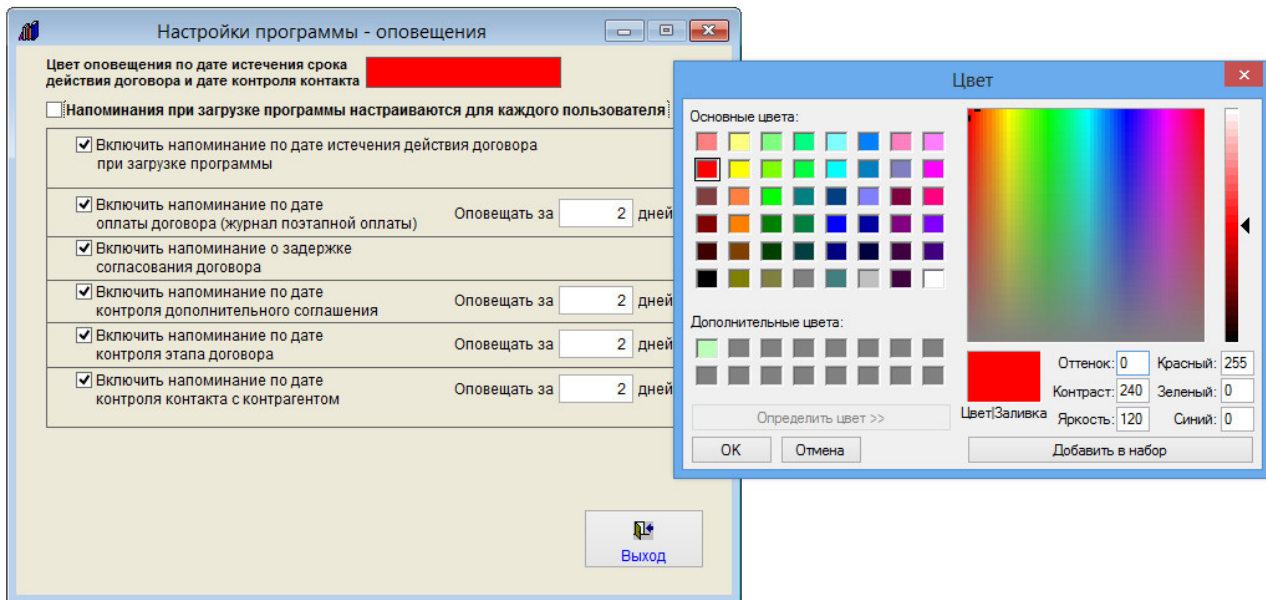 Настройки программы - оповещения
Цвет оповещения по дате истечения срока
действия договора и дате контроля контакта
Напоминания при загрузке программы настраиваются для каждого пользователя
Включить напоминание по дате истечения действия договора
при загрузке программы
Включить напоминание по дате
оплаты договора (журнал поэтапной оплаты)
Оповещать за 2 дней
Включить напоминание о задержке
согласования договора
Включить напоминание по дате
контроля дополнительного соглашения
Оповещать за 2 дней
Включить напоминание по дате
контроля этапа договора
Оповещать за 2 дней
Включить напоминание по дате
контроля контакта с контрагентом
Оповещать за 2 дней
Выход
Цвет
Основные цвета:
Дополнительные цвета:
Определить цвет >>
OK
Отмена
Цвет|Заливка
Оттенок: 0
Красный: 255
Контраст: 240
Зеленый: 0
Яркость: 120
Синий: 0
Добавить в набор